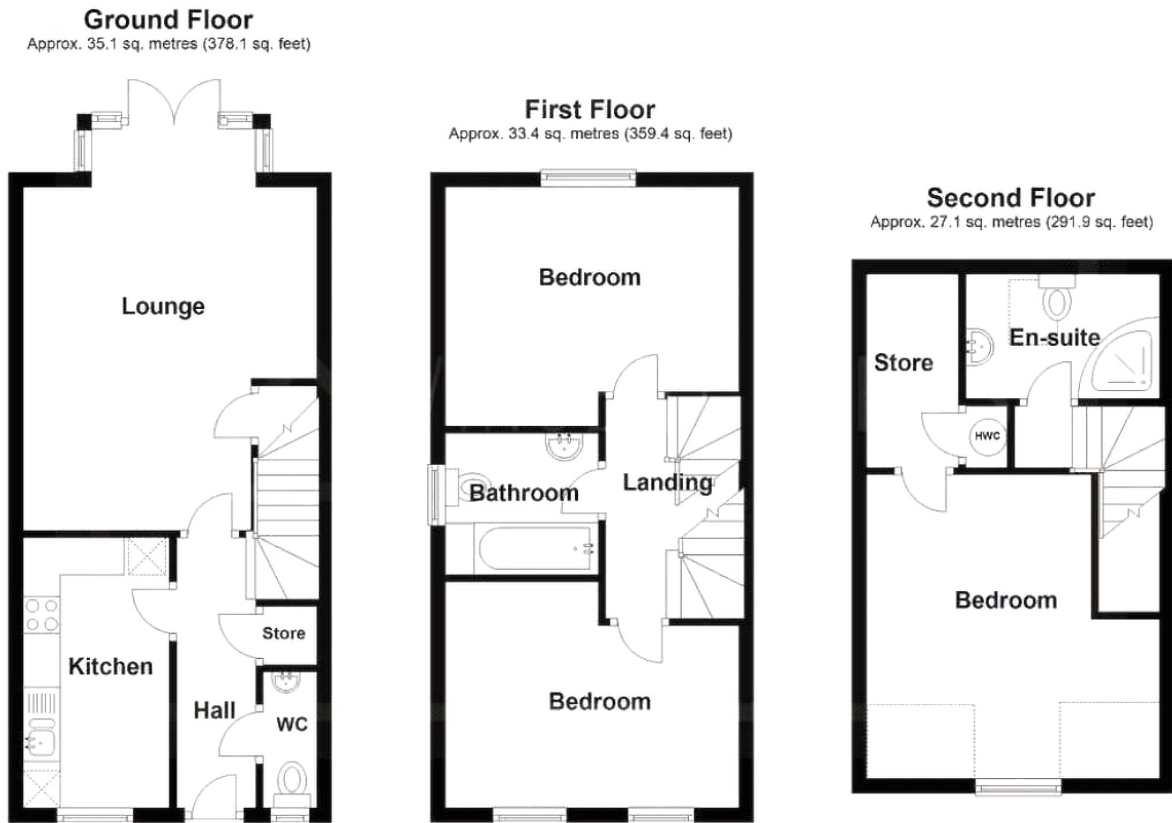 Ground Floor
Approx. 35.1 sq. metres (378.1 sq. feet)
Lounge
Kitchen
Hall
Store
WC
First Floor
Approx. 33.4 sq. metres (359.4 sq. feet)
Bedroom
Bathroom
Landing
Bedroom
Second Floor
Approx. 27.1 sq. metres (291.9 sq. feet)
Store
En-suite
HWC
Bedroom